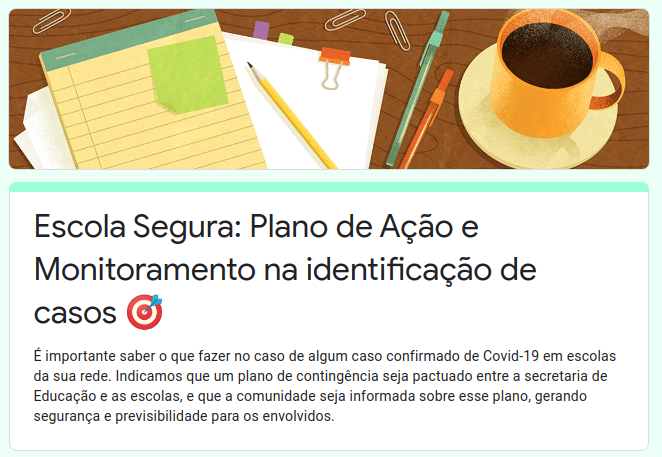 Escola Segura: Plano de Ação e
Monitoramento na identificação de
casos 🎯
É importante saber o que fazer no caso de algum caso confirmado de Covid-19 em escolas
da sua rede. Indicamos que um plano de contingência seja pactuado entre a secretaria de
Educação e as escolas, e que a comunidade seja informada sobre esse plano, gerando
segurança e previsibilidade para os envolvidos.